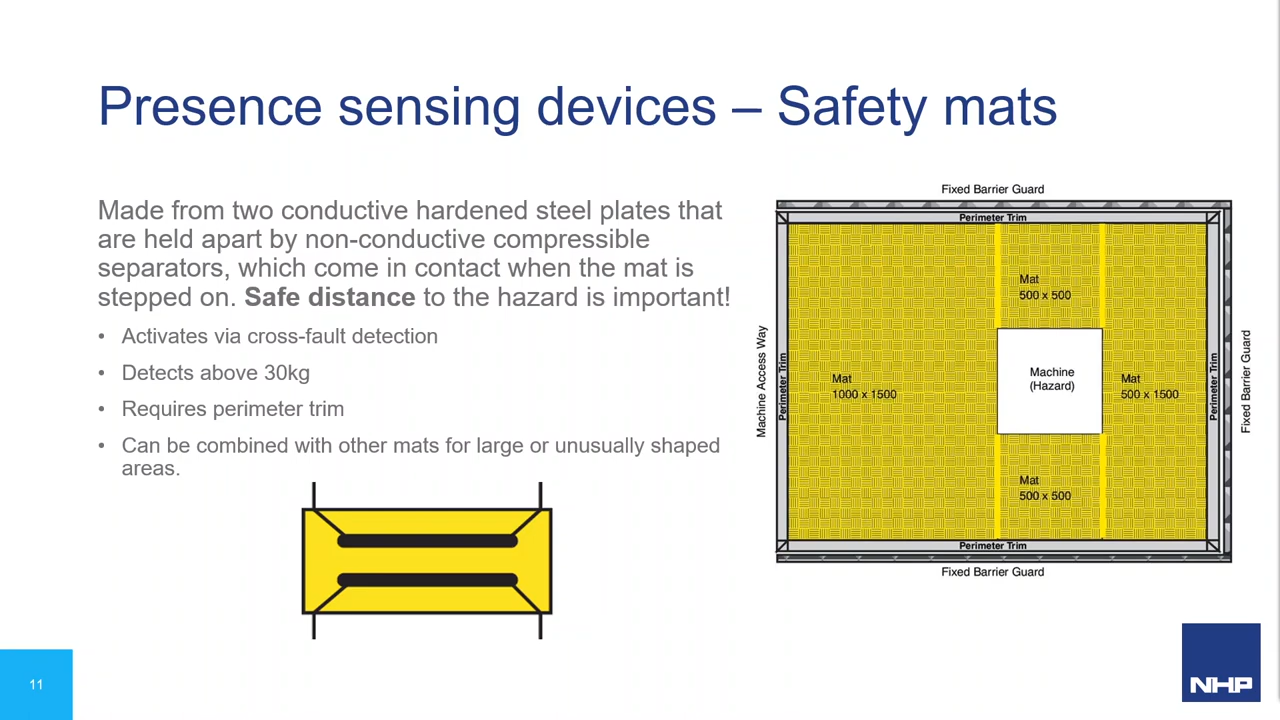 Presence sensing devices – Safety mats
Made from two conductive hardened steel plates that
are held apart by non-conductive compressible
separators, which come in contact when the mat is
stepped on. Safe distance to the hazard is important!
• Activates via cross-fault detection
• Detects above 30kg
• Requires perimeter trim
• Can be combined with other mats for large or unusually shaped
areas.
Fixed Barrier Guard
Perimeter Trim
Mat
500 x 500
Machine Access Way
Perimeter Trim
Mat
1000 x 1500
Machine
(Hazard)
Mat
500 x 1500
Perimeter Trim
Fixed Barrier Guard
Mat
500 x 500
Perimeter Trim
Fixed Barrier Guard
11
NHP